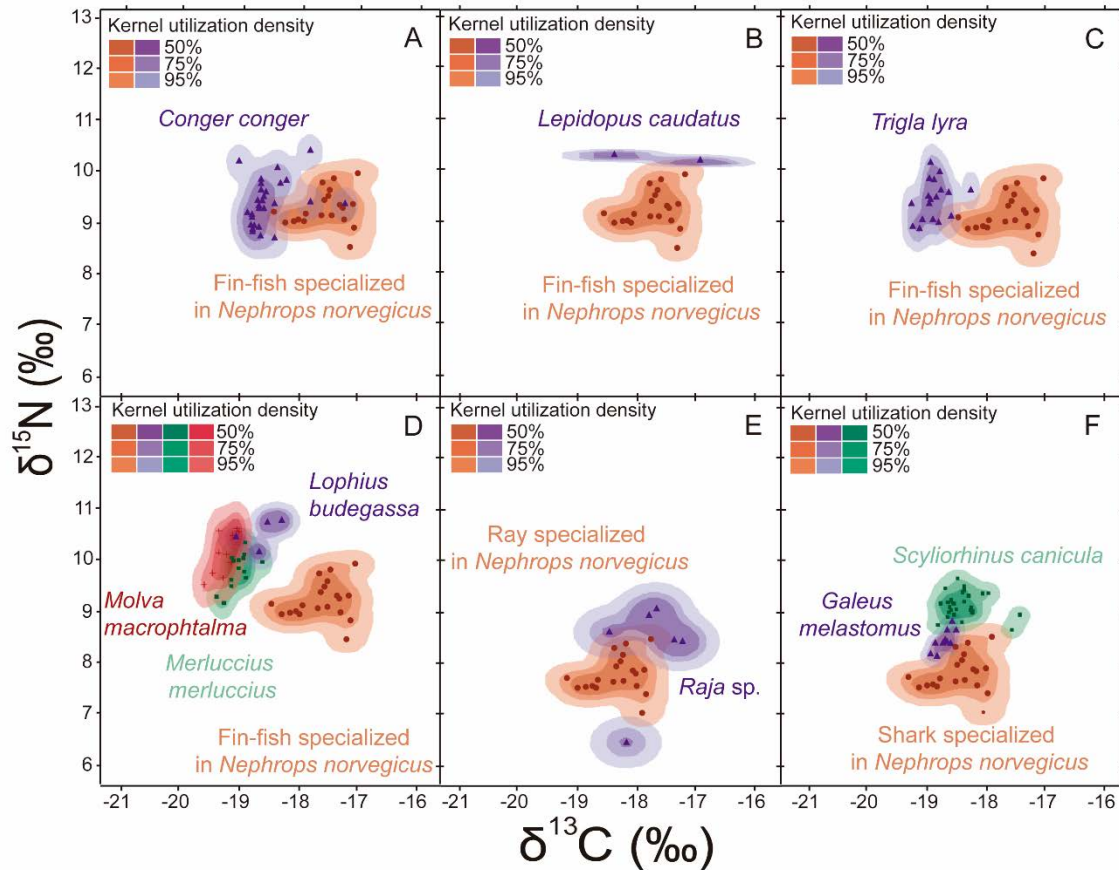 Kernel utilization density
50%
75%
95%
A
Conger conger
Fin-fish specialized
in Nephrops norvegicus
Kernel utilization density
50%
75%
95%
B
Lepidopus caudatus
Fin-fish specialized
in Nephrops norvegicus
Kernel utilization density
50%
75%
95%
C
Trigla lyra
Fin-fish specialized
in Nephrops norvegicus
13
12
11
10
9
8
7
6
Kernel utilization density
50%
75%
95%
D
Lophius
budegassa
Molva
macrophtalma
Merluccius
merluccius
Fin-fish specialized
in Nephrops norvegicus
Kernel utilization density
50%
75%
95%
E
Ray specialized
in Nephrops norvegicus
Raja sp.
Kernel utilization density
50%
75%
95%
F
Scyliorhinus canicula
Galeus
melastomus
Shark specialized
in Nephrops norvegicus
13
12
11
10
9
8
7
6
-21 -20 -19 -18 -17 -16
-21 -20 -19 -18 -17 -16
-21 -20 -19 -18 -17 -16
δ15N (‰)
δ13C (‰)